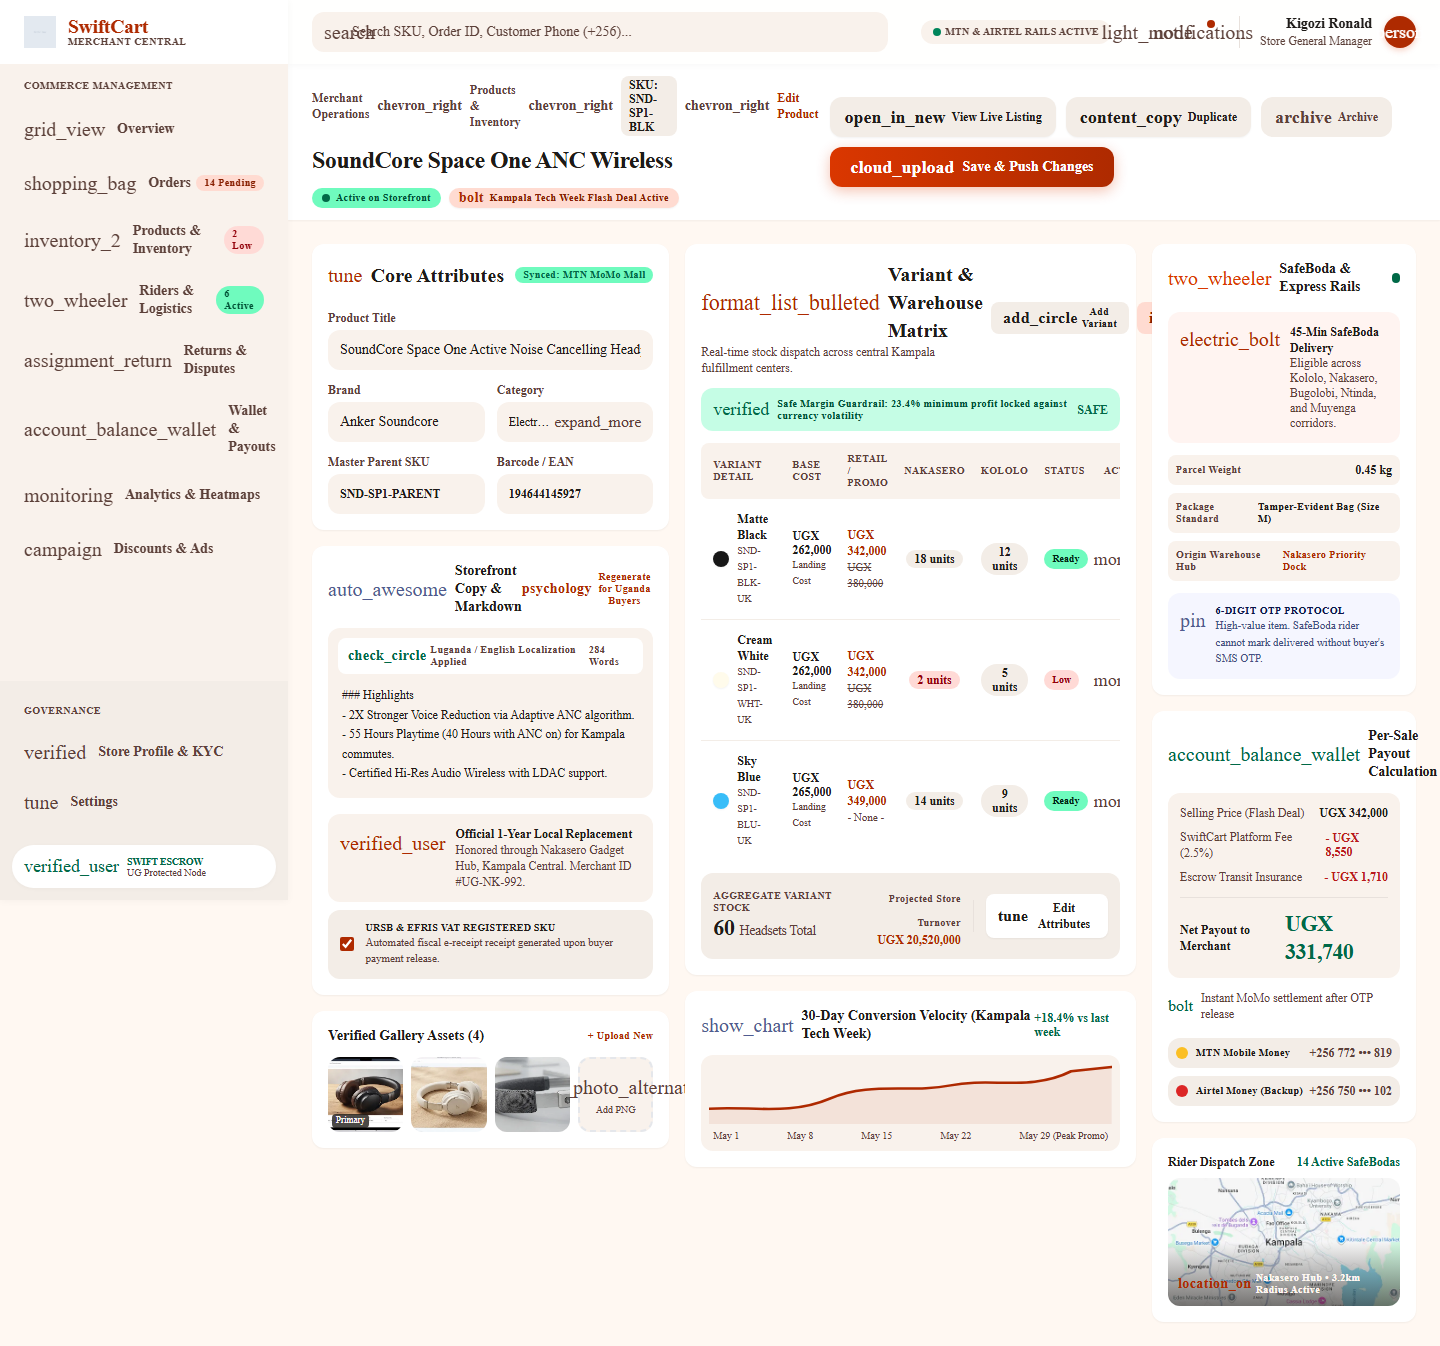 SwiftCart
MERCHANT CENTRAL
search
Search SKU, Order ID, Customer Phone (+256)...
MTN & AIRTEL RAILS ACTIVE
light_mode
notifications
Kigozi Ronald
Store General Manager
COMMERCE MANAGEMENT
grid_view Overview
shopping_bag Orders 14 Pending
inventory_2 Products & Inventory 2 Low
two_wheeler Riders & Logistics 6 Active
assignment_return Returns & Disputes
account_balance_wallet Wallet & Payouts
monitoring Analytics & Heatmaps
campaign Discounts & Ads
GOVERNANCE
verified Store Profile & KYC
tune Settings
verified_user SWIFT ESCROW
UG Protected Node
Merchant Operations chevron_right Products & Inventory chevron_right SKU: SND-SP1-BLK chevron_right Edit Product
SoundCore Space One ANC Wireless
Active on Storefront
bolt Kampala Tech Week Flash Deal Active
open_in_new View Live Listing
content_copy Duplicate
archive Archive
cloud_upload Save & Push Changes
tune Core Attributes Synced: MTN MoMo Mall
Product Title
SoundCore Space One Active Noise Cancelling Head
Brand
Category
Anker Soundcore
Electr... expand_more
Master Parent SKU
Barcode / EAN
SND-SP1-PARENT
194644145927
auto_awesome Storefront Copy & Markdown
psychology Regenerate for Uganda Buyers
check_circle Luganda / English Localization Applied
284 Words
### Highlights
- 2X Stronger Voice Reduction via Adaptive ANC algorithm.
- 55 Hours Playtime (40 Hours with ANC on) for Kampala
commutes.
- Certified Hi-Res Audio Wireless with LDAC support.
verified_user Official 1-Year Local Replacement
Honored through Nakasero Gadget
Hub, Kampala Central. Merchant ID
#UG-NK-992.
URSB & EFRIS VAT REGISTERED SKU
Automated fiscal e-receipt receipt generated upon buyer
payment release.
Verified Gallery Assets (4)
+ Upload New
Primary
Add PNG
format_list_bulleted Variant & Warehouse Matrix
add_circle Add Variant
Real-time stock dispatch across central Kampala
fulfillment centers.
verified Safe Margin Guardrail: 23.4% minimum profit locked against
currency volatility
SAFE
VARIANT DETAIL BASE COST RETAIL / PROMO NAKASERO KOLOLO STATUS
Matte Black SND-SP1-BLK-UK UGX 262,000 Landing Cost UGX 342,000 UGX 380,000 18 units 12 units Ready
Cream White SND-SP1-WHT-UK UGX 262,000 Landing Cost UGX 342,000 UGX 380,000 2 units 5 units Low
Sky Blue SND-SP1-BLU-UK UGX 265,000 Landing Cost UGX 349,000 - None - 14 units 9 units Ready
AGGREGATE VARIANT STOCK
60 Headsets Total
Projected Store Turnover
UGX 20,520,000
tune Edit Attributes
show_chart 30-Day Conversion Velocity (Kampala
Tech Week)
+18.4% vs last week
May 1 May 8 May 15 May 22 May 29 (Peak Promo)
two_wheeler SafeBoda & Express Rails
electric_bolt 45-Min SafeBoda Delivery
Eligible across
Kololo, Nakasero,
Bugolobi, Ntinda,
and Muyenga
corridors.
Parcel Weight 0.45 kg
Package Standard Tamper-Evident Bag (Size M)
Origin Warehouse Hub Nakasero Priority Dock
pin 6-DIGIT OTP PROTOCOL
High-value item. SafeBoda rider
cannot mark delivered without buyer's
SMS OTP.
account_balance_wallet Per-Sale Payout Calculation
Selling Price (Flash Deal) UGX 342,000
SwiftCart Platform Fee (2.5%) - UGX 8,550
Escrow Transit Insurance - UGX 1,710
Net Payout to Merchant UGX 331,740
bolt Instant MoMo settlement after OTP
release
MTN Mobile Money +256 772 ••• 819
Airtel Money (Backup) +256 750 ••• 102
Rider Dispatch Zone
14 Active SafeBodas
Kampala
location_on Nakasero Hub • 3.2km
Radius Active